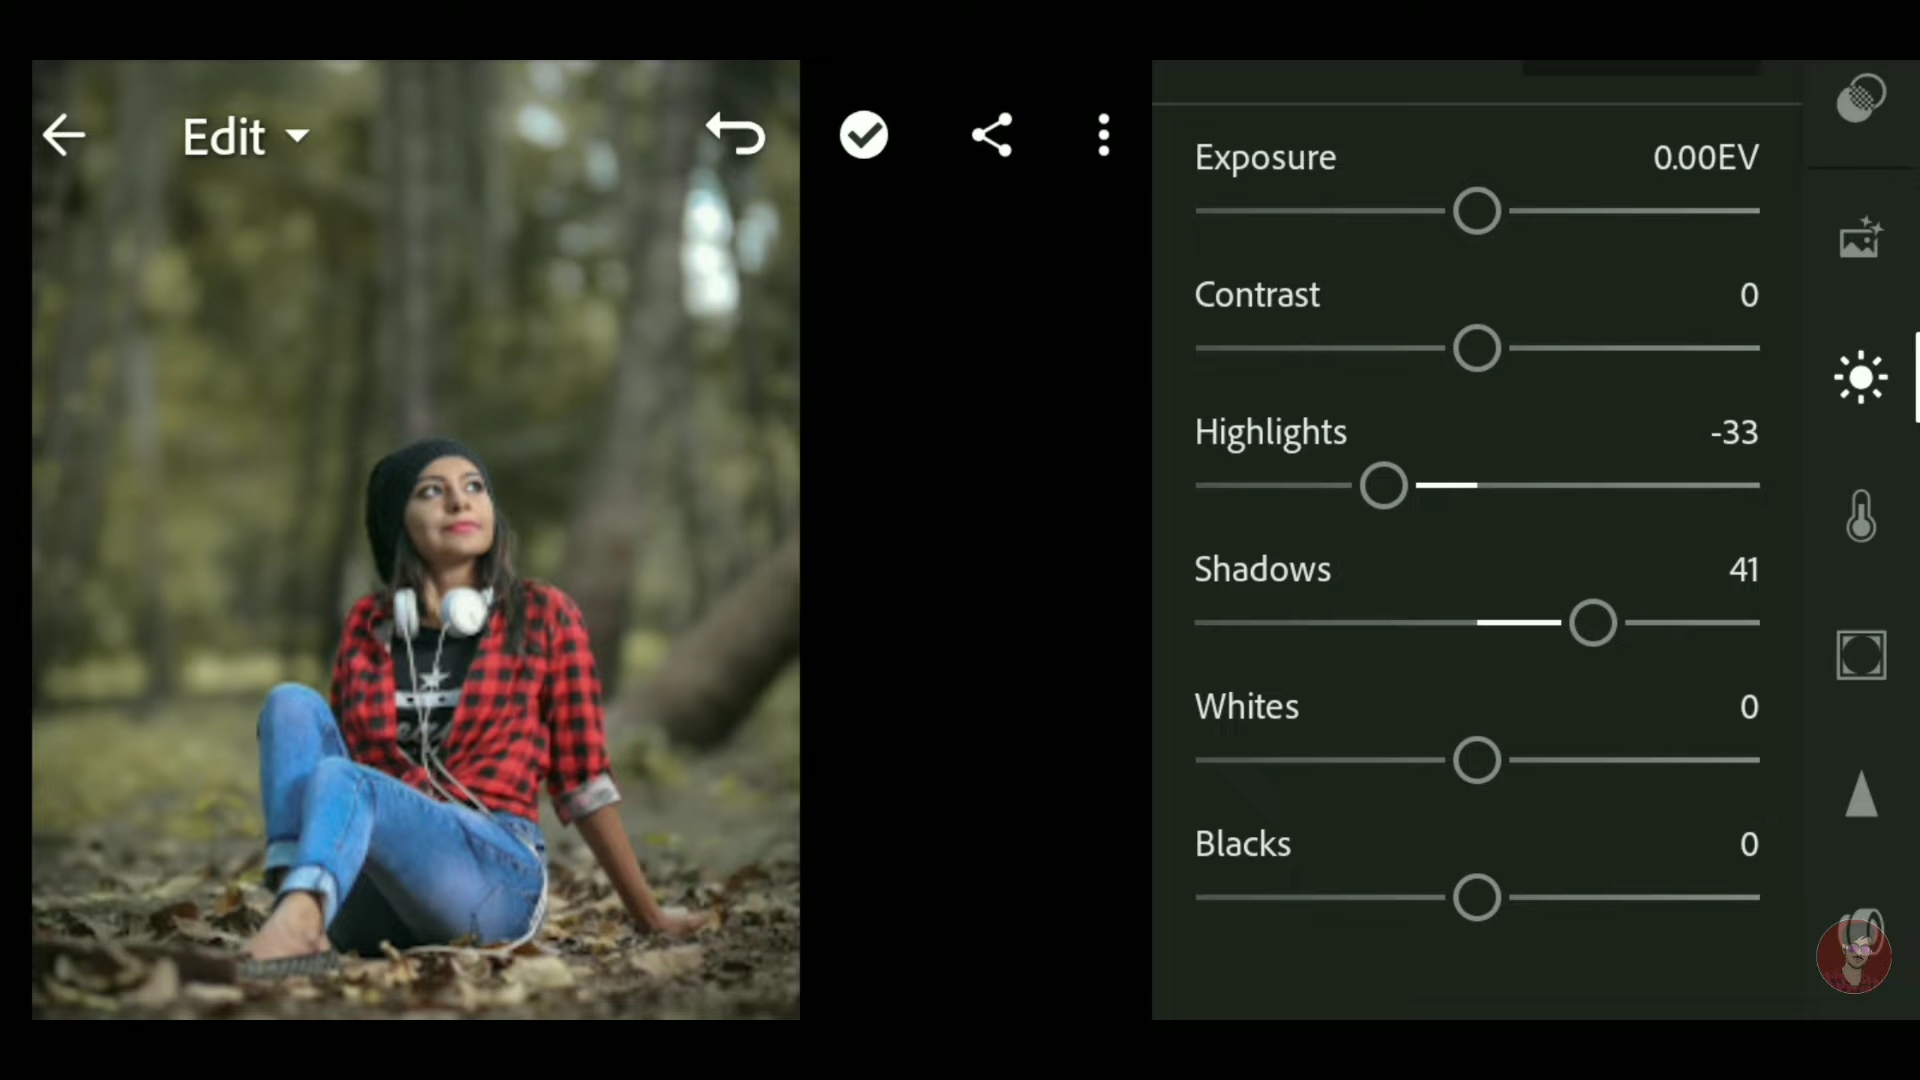 Edit
Exposure 0.00EV
Contrast 0
Highlights -33
Shadows 41
Whites 0
Blacks 0